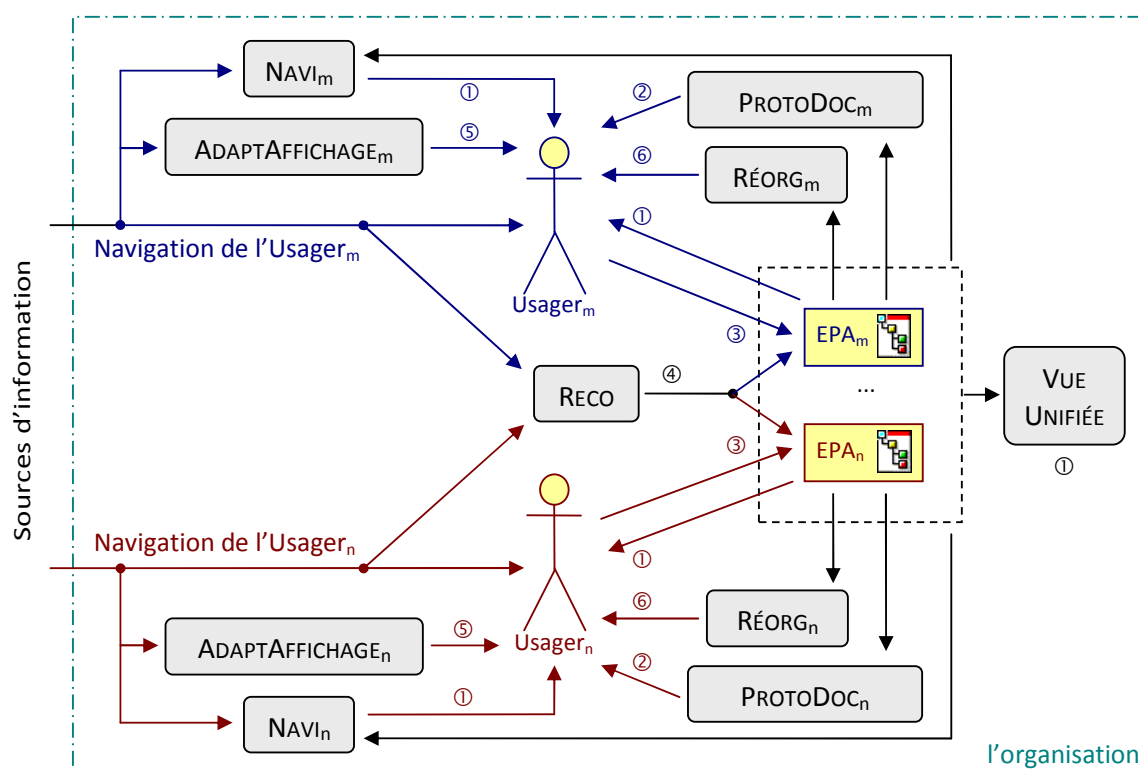 NAVIm
①
②
PROTODOCm
ADAPTAFFICHAGEm
⑤
⑥
RÉORGm
①
Navigation de l'Usagerm
Usagerm
③
EPAm
Sources d'information
RECO
④
...
VUE
UNIFIÉE
①
③
EPAn
Navigation de l'Usagern
①
⑥
RÉORGn
ADAPTAFFICHAGEn
⑤
Usagern
②
PROTODOCn
NAVIn
①
l'organisation